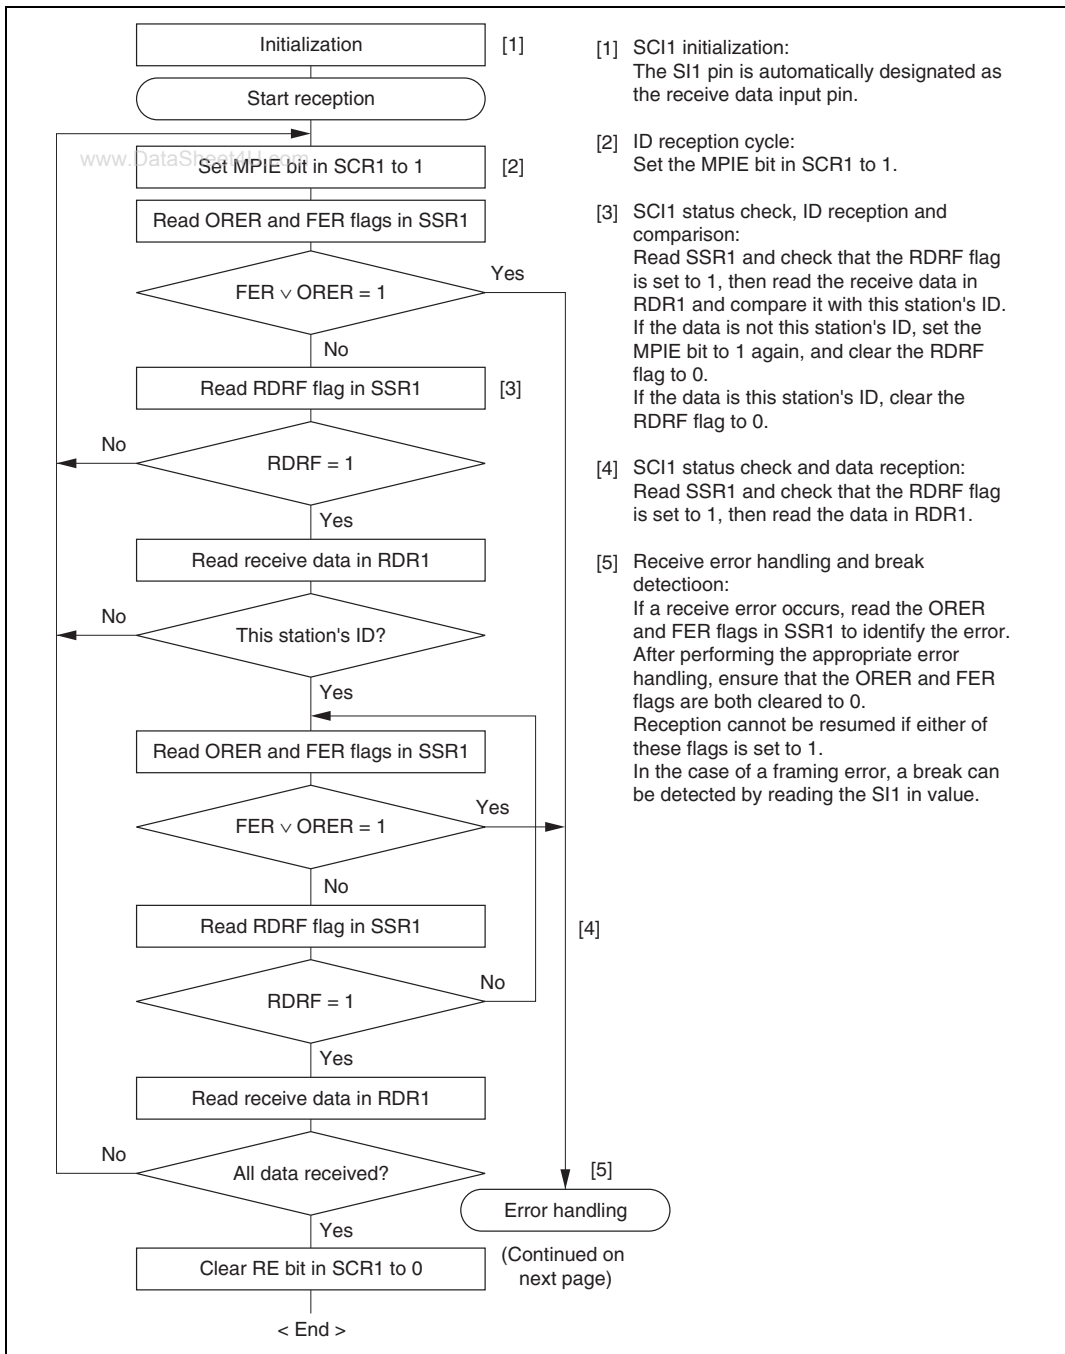 Initialization
[1]
Start reception
www.DataSheet4U.com
Set MPIE bit in SCR1 to 1
[2]
Read ORER and FER flags in SSR1
FER ∨ ORER = 1
Yes
No
Read RDRF flag in SSR1
[3]
No
RDRF = 1
Yes
Read receive data in RDR1
No
This station's ID?
Yes
Read ORER and FER flags in SSR1
FER ∨ ORER = 1
Yes
No
Read RDRF flag in SSR1
[4]
RDRF = 1
No
Yes
Read receive data in RDR1
No
All data received?
Yes
[5]
Error handling
(Continued on
next page)
Clear RE bit in SCR1 to 0
< End >
[1] SCI1 initialization:
The SI1 pin is automatically designated as
the receive data input pin.
[2] ID reception cycle:
Set the MPIE bit in SCR1 to 1.
[3] SCI1 status check, ID reception and
comparison:
Read SSR1 and check that the RDRF flag
is set to 1, then read the receive data in
RDR1 and compare it with this station's ID.
If the data is not this station's ID, set the
MPIE bit to 1 again, and clear the RDRF
flag to 0.
If the data is this station's ID, clear the
RDRF flag to 0.
[4] SCI1 status check and data reception:
Read SSR1 and check that the RDRF flag
is set to 1, then read the data in RDR1.
[5] Receive error handling and break
detectioon:
If a receive error occurs, read the ORER
and FER flags in SSR1 to identify the error.
After performing the appropriate error
handling, ensure that the ORER and FER
flags are both cleared to 0.
Reception cannot be resumed if either of
these flags is set to 1.
In the case of a framing error, a break can
be detected by reading the SI1 in value.